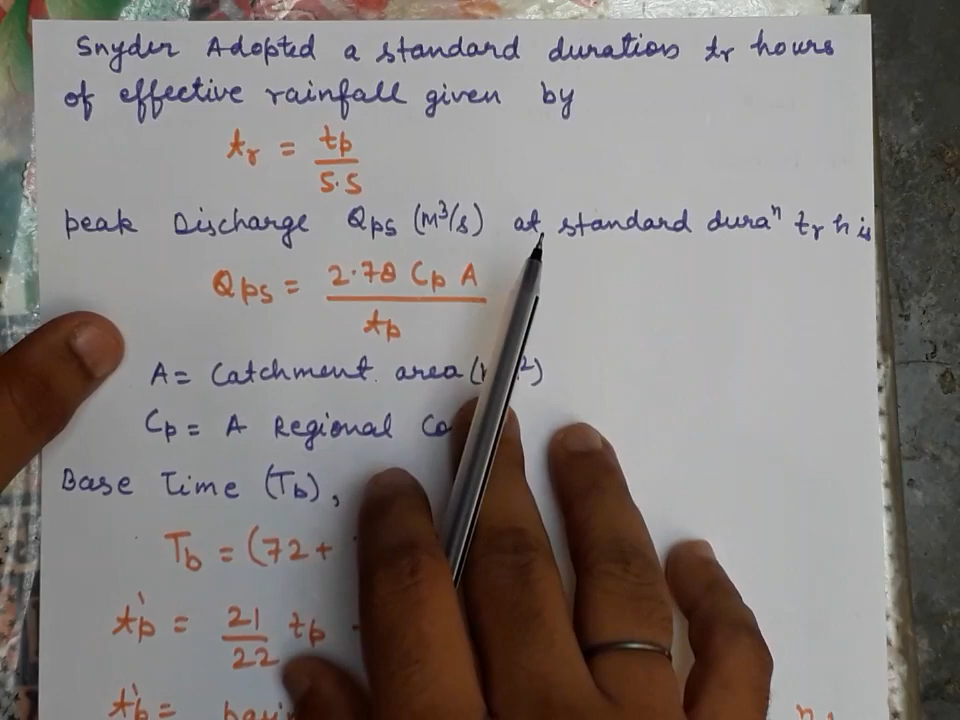 Snyder Adopted a standard duration tr hours
of effective rainfall given by
tr = tp / 5.5
peak Discharge Qps (m³/s) at standard duraⁿ tr h is
Qps = 2.78 Cp A / tp
A = Catchment area (
Cp = A Regional Co
Base Time (Tb),
Tb = (72 +
t'p = 21/22 tp
t'p =